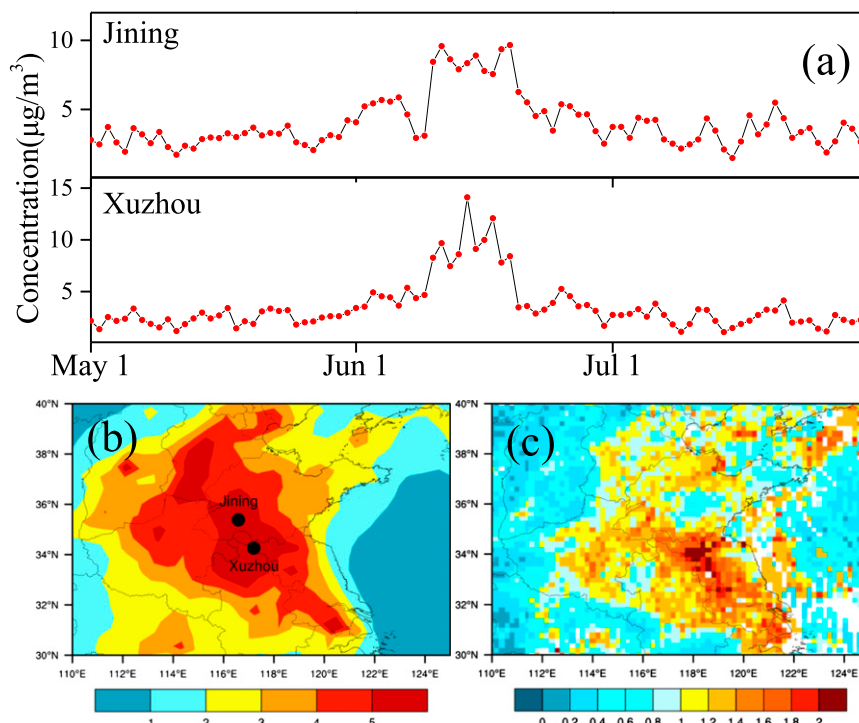 Jining
(a)
10
5
Concentration(μg/m³)
Xuzhou
15
10
5
May 1 Jun 1 Jul 1
(b)
40°N
38°N
36°N
34°N
32°N
30°N
Jining
Xuzhou
110°E 112°E 114°E 116°E 118°E 120°E 122°E 124°E
1 2 3 4 5
(c)
40°N
38°N
36°N
34°N
32°N
30°N
110°E 112°E 114°E 116°E 118°E 120°E 122°E 124°E
0 0.2 0.4 0.6 0.8 1 1.2 1.4 1.6 1.8 2